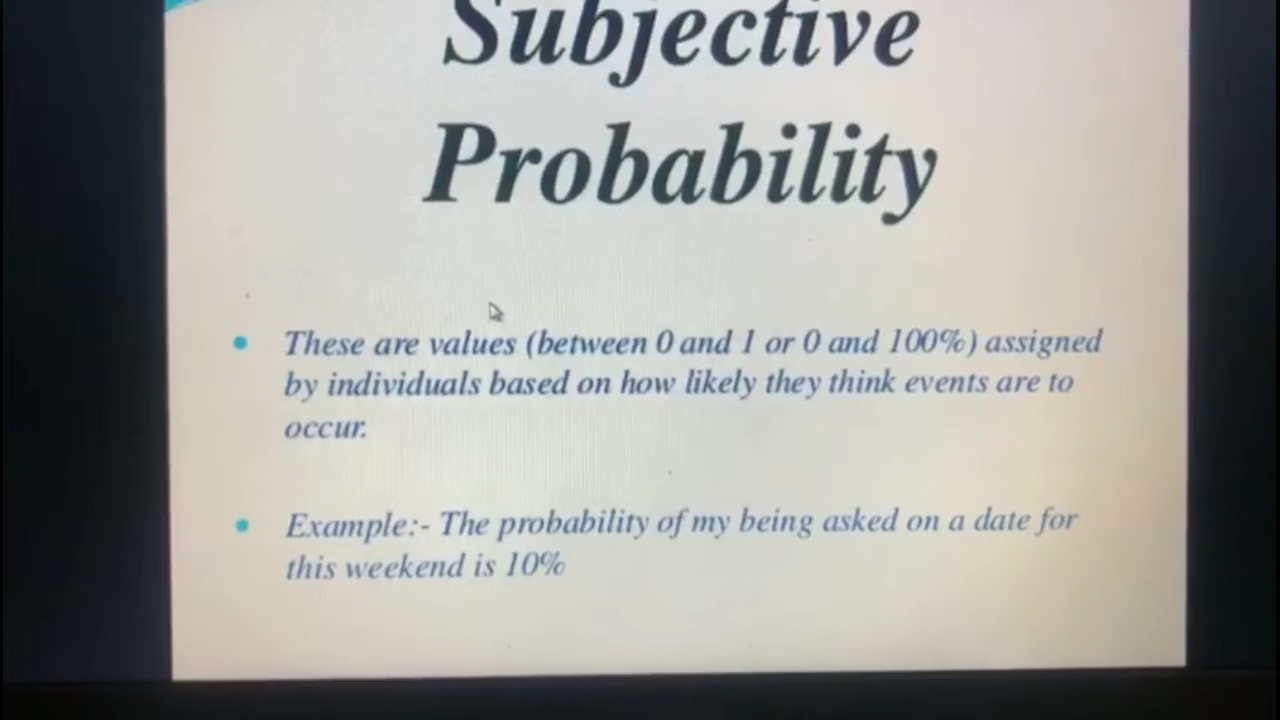 Subjective
Probability
These are values (between 0 and 1 or 0 and 100%) assigned
by individuals based on how likely they think events are to
occur.
Example:- The probability of my being asked on a date for
this weekend is 10%